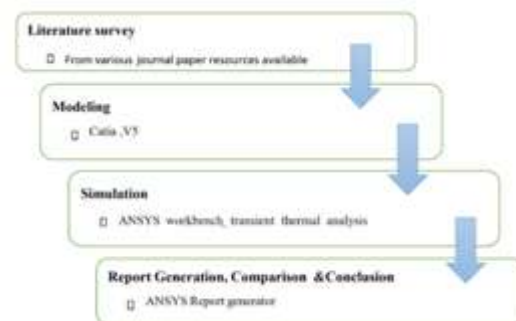 Literature survey
From various journal paper resources available
Modeling
Catia ,V5
Simulation
ANSYS workbench, transient thermal analysis
Report Generation, Comparison &Conclusion
ANSYS Report generator